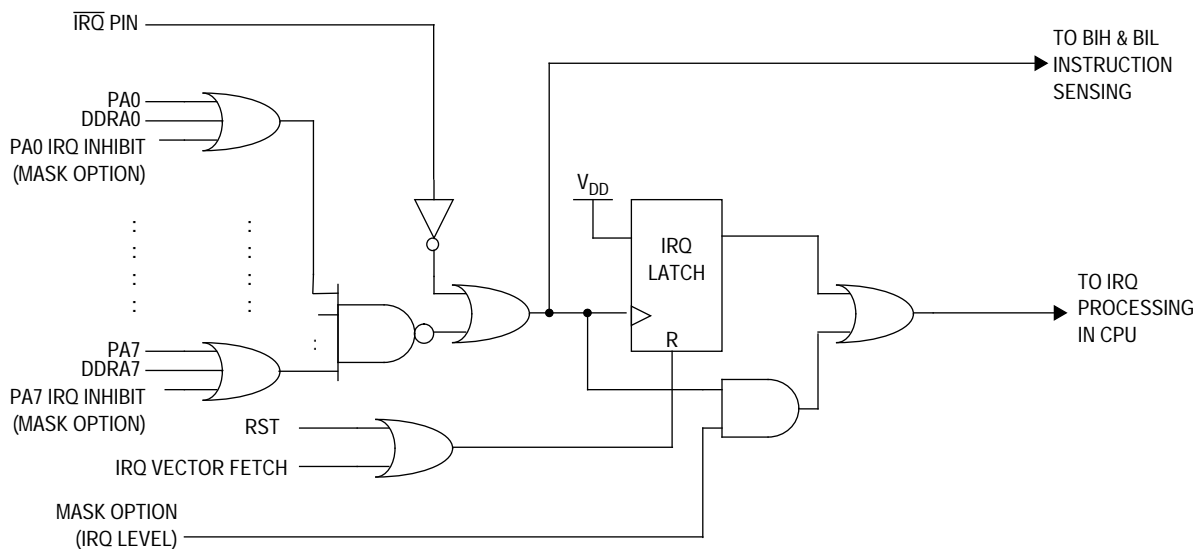 IRQ PIN
TO BIH & BIL
INSTRUCTION
SENSING
PA0
DDRA0
PA0 IRQ INHIBIT
(MASK OPTION)
VDD
IRQ
LATCH
R
TO IRQ
PROCESSING
IN CPU
PA7
DDRA7
PA7 IRQ INHIBIT
(MASK OPTION)
RST
IRQ VECTOR FETCH
MASK OPTION
(IRQ LEVEL)